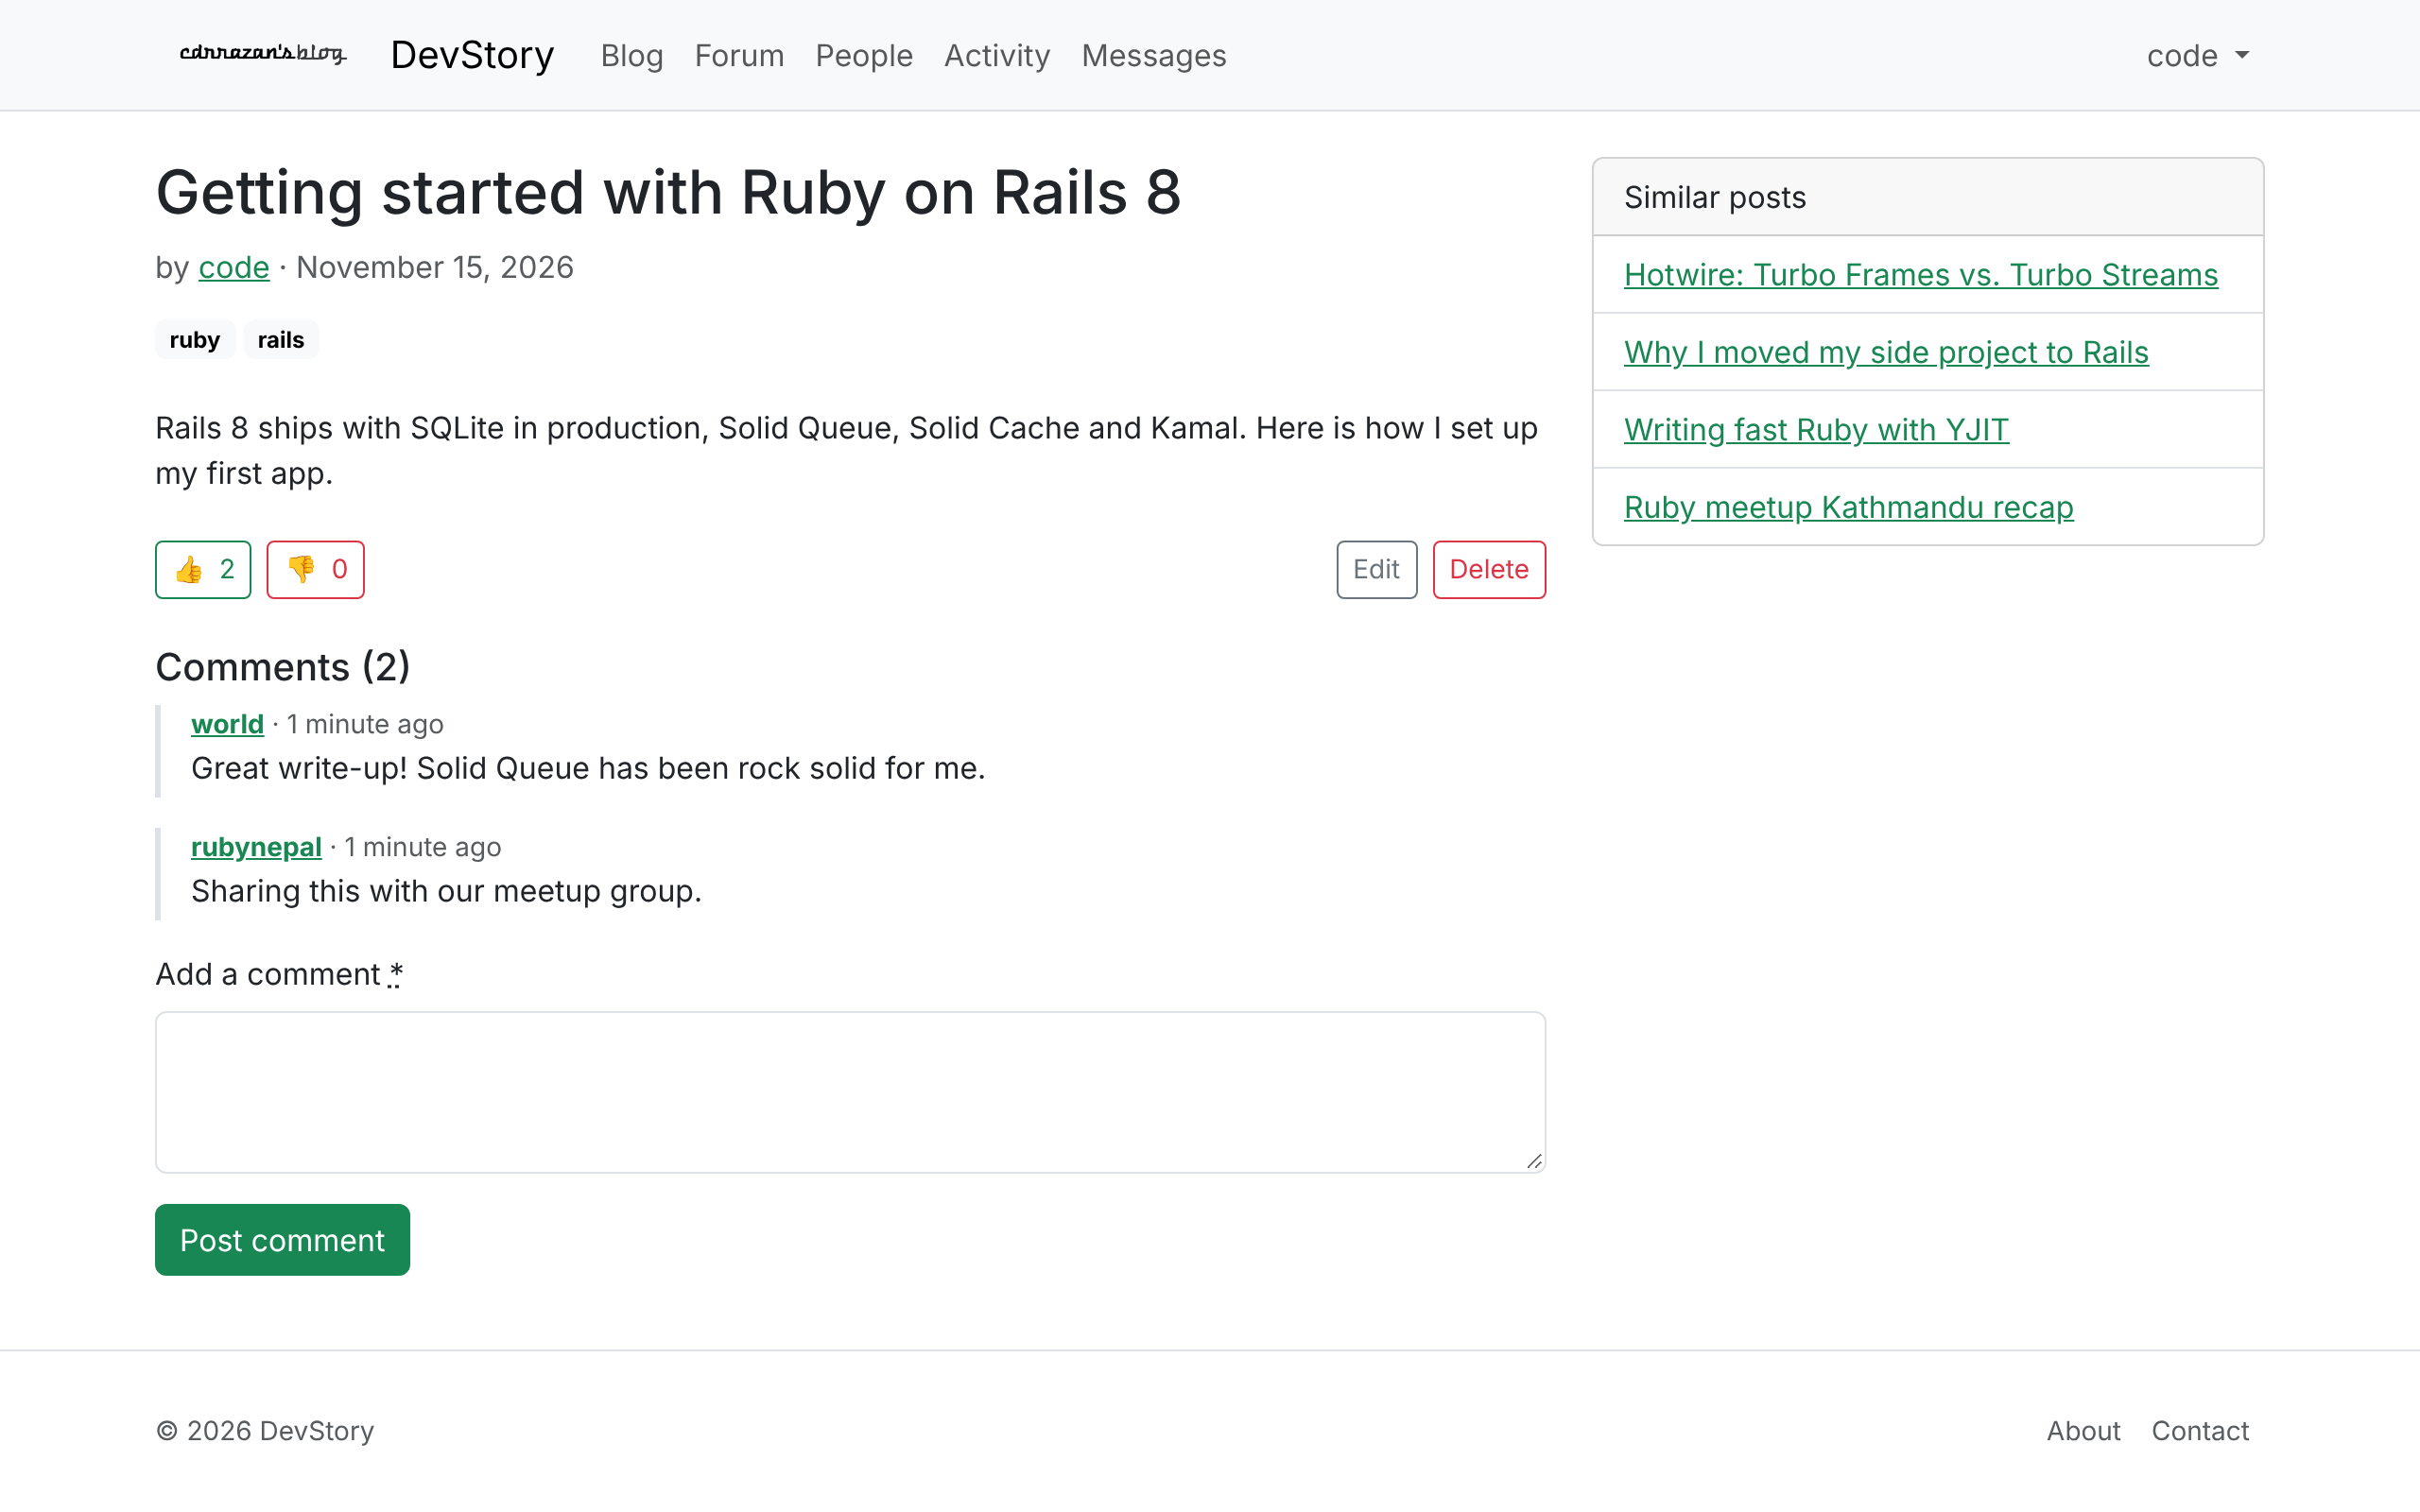 DevStory Blog Forum People Activity Messages code
Getting started with Ruby on Rails 8
by code · November 15, 2026
ruby rails
Rails 8 ships with SQLite in production, Solid Queue, Solid Cache and Kamal. Here is how I set up
my first app.
👍 2 👎 0 Edit Delete
Comments (2)
world · 1 minute ago
Great write-up! Solid Queue has been rock solid for me.
rubynepal · 1 minute ago
Sharing this with our meetup group.
Add a comment *
Post comment
Similar posts
Hotwire: Turbo Frames vs. Turbo Streams
Why I moved my side project to Rails
Writing fast Ruby with YJIT
Ruby meetup Kathmandu recap
© 2026 DevStory About Contact